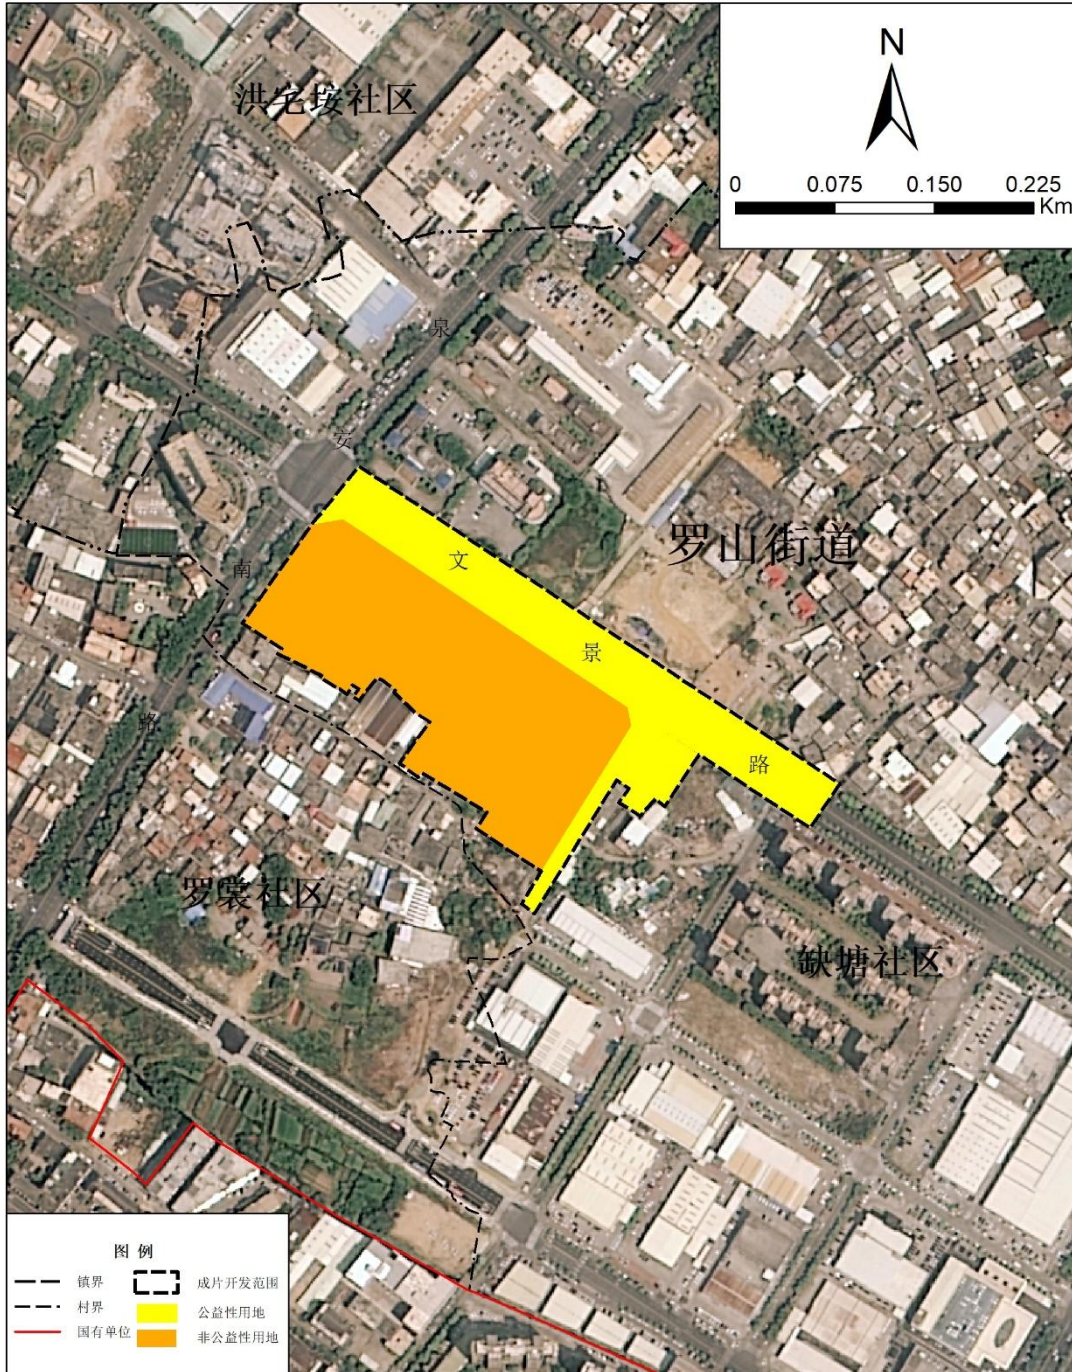 N
0 0.075 0.150 0.225
Km
洪宅垵社区
泉
安
南
路
文
景
路
罗山街道
罗裳社区
缺塘社区
图 例
镇界
成片开发范围
村界
公益性用地
国有单位
非公益性用地